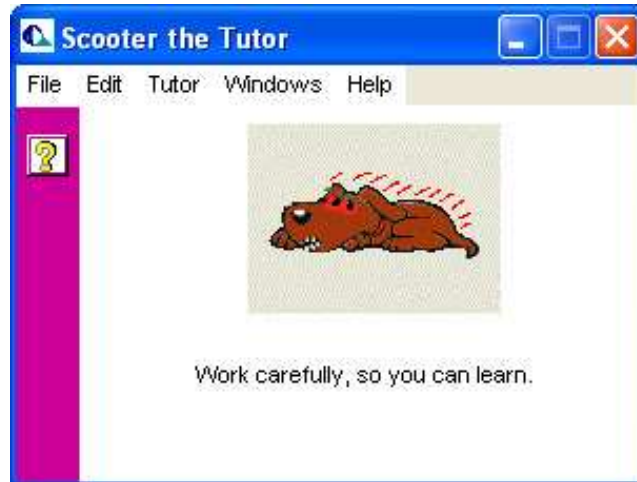 Scooter the Tutor
File Edit Tutor Windows Help
?
Work carefully, so you can learn.